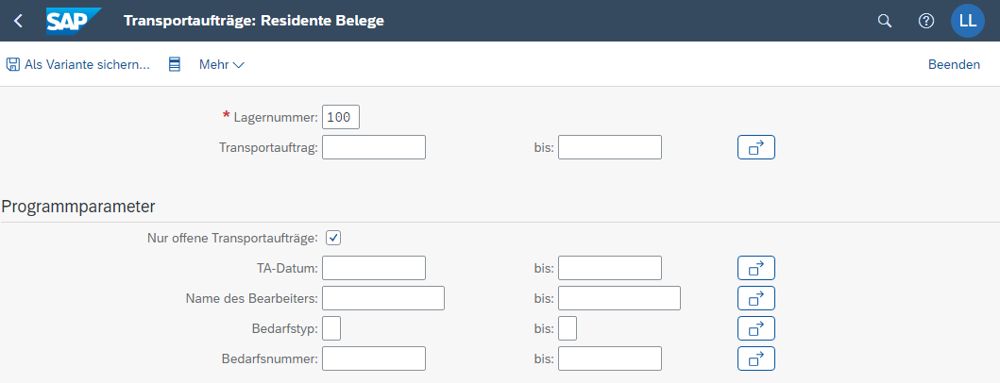 SAP Transportaufträge: Residente Belege LL
Als Variante sichern... Mehr Beenden
* Lagernummer: 100
Transportauftrag: bis:
Programmparameter
Nur offene Transportaufträge:
TA-Datum: bis:
Name des Bearbeiters: bis:
Bedarfstyp: bis:
Bedarfsnummer: bis: